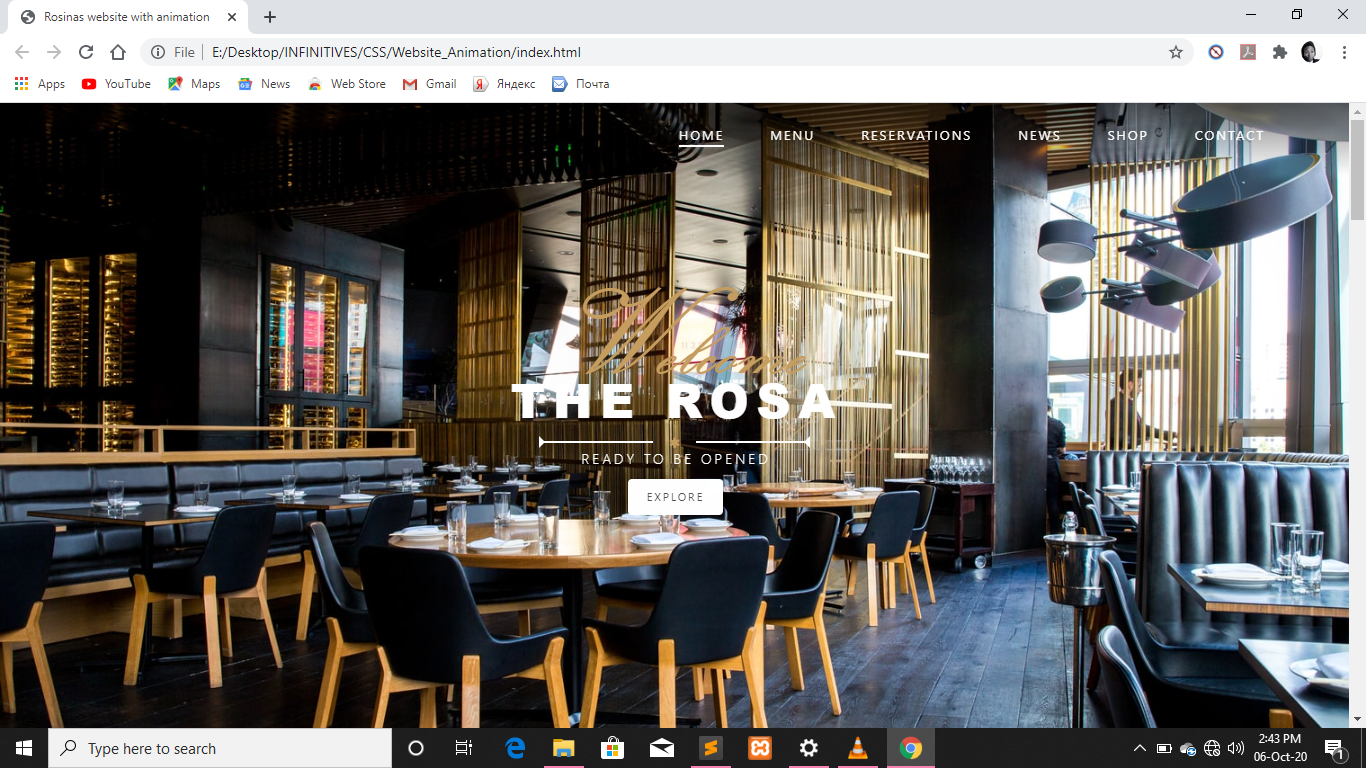 Rosinas website with animation
File E:/Desktop/INFINITIVES/CSS/Website_Animation/index.html
Apps YouTube Maps News Web Store Gmail Яндекс Почта
HOME MENU RESERVATIONS NEWS SHOP CONTACT
Welcome
THE ROSA
READY TO BE OPENED
EXPLORE
Type here to search
2:43 PM
06-Oct-20
1